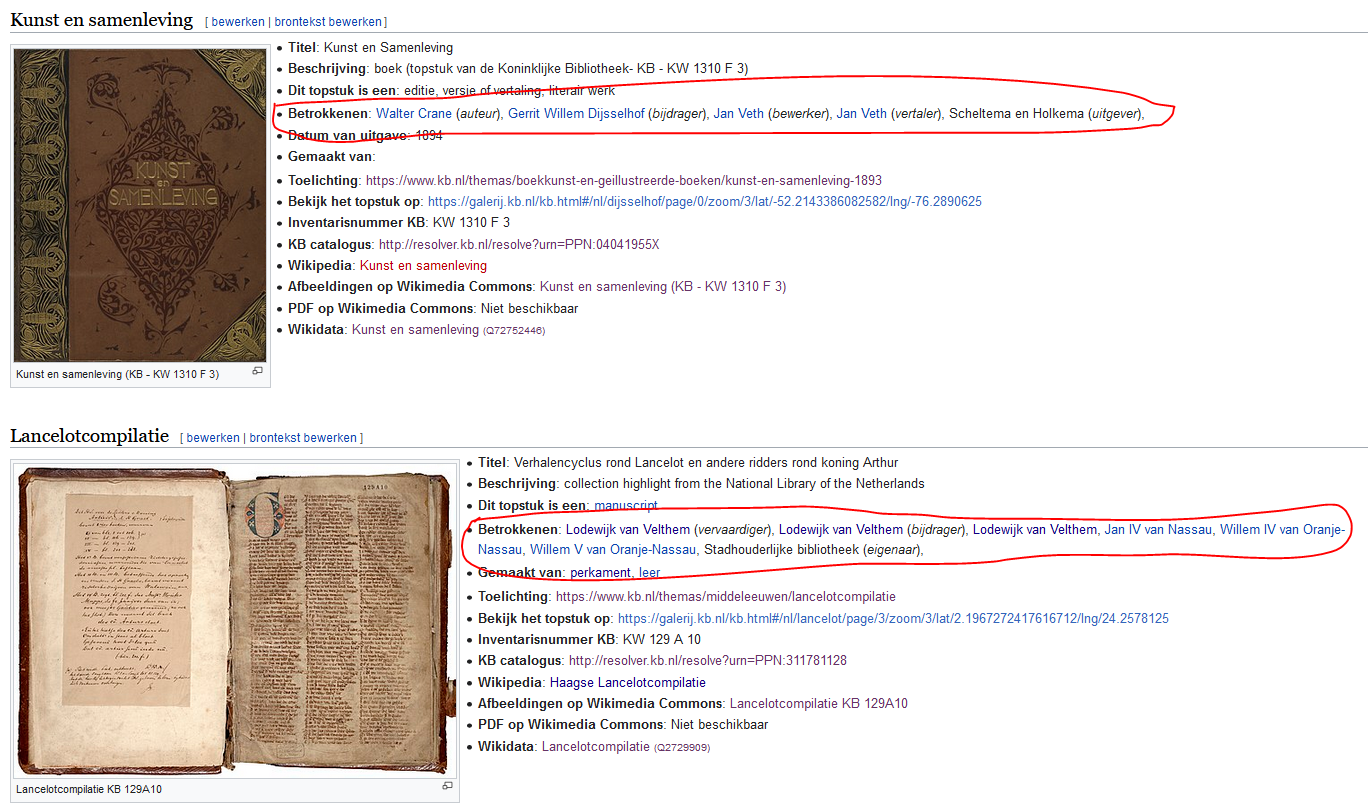 Kunst en samenleving [ bewerken | brontekst bewerken ]
KUNST
en
SAMENLEVING
Kunst en samenleving (KB - KW 1310 F 3)
• Titel: Kunst en Samenleving
• Beschrijving: boek (topstuk van de Koninklijke Bibliotheek- KB - KW 1310 F 3)
• Dit topstuk is een: editie, versie of vertaling, literair werk
• Betrokkenen: Walter Crane (auteur), Gerrit Willem Dijsselhof (bijdrager), Jan Veth (bewerker), Jan Veth (vertaler), Scheltema en Holkema (uitgever),
• Datum van uitgave: 1894
• Gemaakt van:
• Toelichting: https://www.kb.nl/themas/boekkunst-en-geillustreerde-boeken/kunst-en-samenleving-1893
• Bekijk het topstuk op: https://galerij.kb.nl/kb.html#/nl/dijsselhof/page/0/zoom/3/lat/-52.2143386082582/lng/-76.2890625
• Inventarisnummer KB: KW 1310 F 3
• KB catalogus: http://resolver.kb.nl/resolve?urn=PPN:04041955X
• Wikipedia: Kunst en samenleving
• Afbeeldingen op Wikimedia Commons: Kunst en samenleving (KB - KW 1310 F 3)
• PDF op Wikimedia Commons: Niet beschikbaar
• Wikidata: Kunst en samenleving (Q72752446)
Lancelotcompilatie [ bewerken | brontekst bewerken ]
129A10
Lancelotcompilatie KB 129A10
• Titel: Verhalencyclus rond Lancelot en andere ridders rond koning Arthur
• Beschrijving: collection highlight from the National Library of the Netherlands
• Dit topstuk is een: manuscript
• Betrokkenen: Lodewijk van Velthem (vervaardiger), Lodewijk van Velthem (bijdrager), Lodewijk van Velthem, Jan IV van Nassau, Willem IV van Oranje-
Nassau, Willem V van Oranje-Nassau, Stadhouderlijke bibliotheek (eigenaar),
• Gemaakt van: perkament, leer
• Toelichting: https://www.kb.nl/themas/middeleeuwen/lancelotcompilatie
• Bekijk het topstuk op: https://galerij.kb.nl/kb.html#/nl/lancelot/page/3/zoom/3/lat/2.1967272417616712/lng/24.2578125
• Inventarisnummer KB: KW 129 A 10
• KB catalogus: http://resolver.kb.nl/resolve?urn=PPN:311781128
• Wikipedia: Haagse Lancelotcompilatie
• Afbeeldingen op Wikimedia Commons: Lancelotcompilatie KB 129A10
• PDF op Wikimedia Commons: Niet beschikbaar
• Wikidata: Lancelotcompilatie (Q2729909)